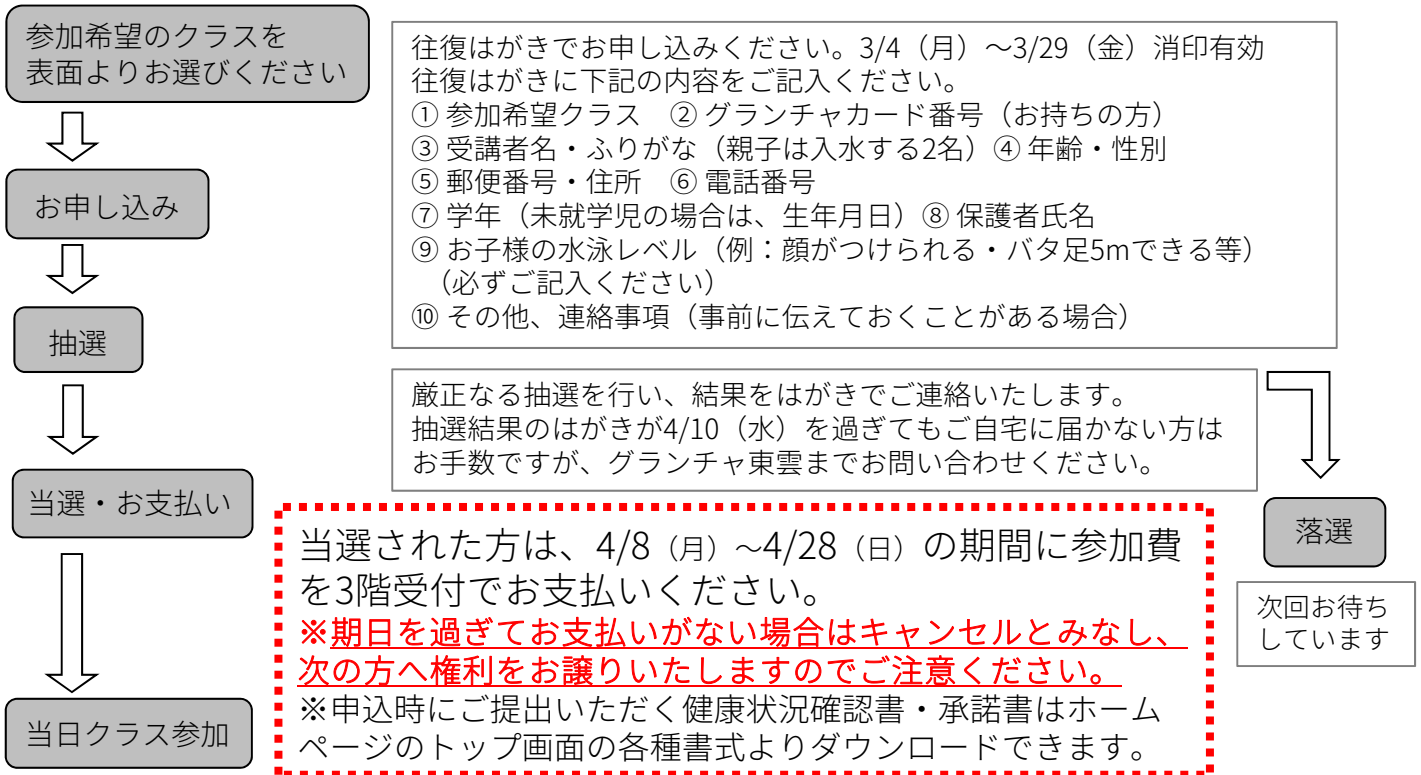 参加希望のクラスを
表面よりお選びください
お申し込み
抽選
当選・お支払い
当日クラス参加
往復はがきでお申し込みください。3/4（月）～3/29（金）消印有効
往復はがきに下記の内容をご記入ください。
① 参加希望クラス　② グランチャカード番号（お持ちの方）
③ 受講者名・ふりがな（親子は入水する2名）④ 年齢・性別
⑤ 郵便番号・住所　⑥ 電話番号
⑦ 学年（未就学児の場合は、生年月日）⑧ 保護者氏名
⑨ お子様の水泳レベル（例：顔がつけられる・バタ足5mできる等）
（必ずご記入ください）
⑩ その他、連絡事項（事前に伝えておくことがある場合）
厳正なる抽選を行い、結果をはがきでご連絡いたします。
抽選結果のはがきが4/10（水）を過ぎてもご自宅に届かない方は
お手数ですが、グランチャ東雲までお問い合わせください。
当選された方は、4/8（月）～4/28（日）の期間に参加費
を3階受付でお支払いください。
※期日を過ぎてお支払いがない場合はキャンセルとみなし、
次の方へ権利をお譲りいたしますのでご注意ください。
※申込時にご提出いただく健康状況確認書・承諾書はホーム
ページのトップ画面の各種書式よりダウンロードできます。
落選
次回お待ち
しています